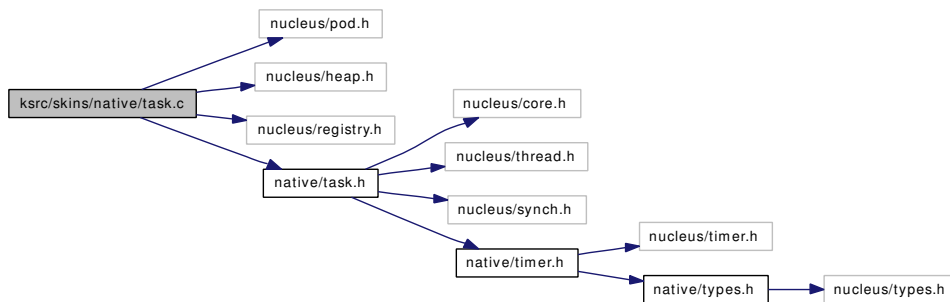 nucleus/pod.h
nucleus/heap.h
ksrc/skins/native/task.c
nucleus/core.h
nucleus/registry.h
nucleus/thread.h
native/task.h
nucleus/synch.h
nucleus/timer.h
native/timer.h
native/types.h
nucleus/types.h